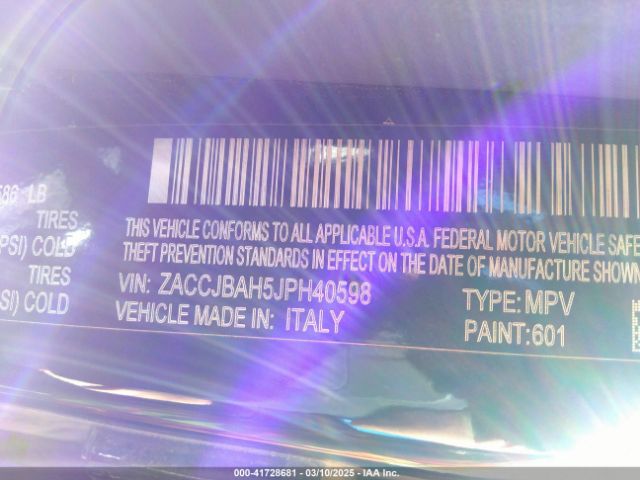 586 LB
TIRES
PSI) COLD
TIRES
SI) COLD
THIS VEHICLE CONFORMS TO ALL APPLICABLE U.S.A. FEDERAL MOTOR VEHICLE SAFE
THEFT PREVENTION STANDARDS IN EFFECT ON THE DATE OF MANUFACTURE SHOWN
VIN: ZACCJBAH5JPH40598 TYPE: MPV
VEHICLE MADE IN: ITALY PAINT: 601
000-41728681 — 03/10/2025 — IAA Inc.